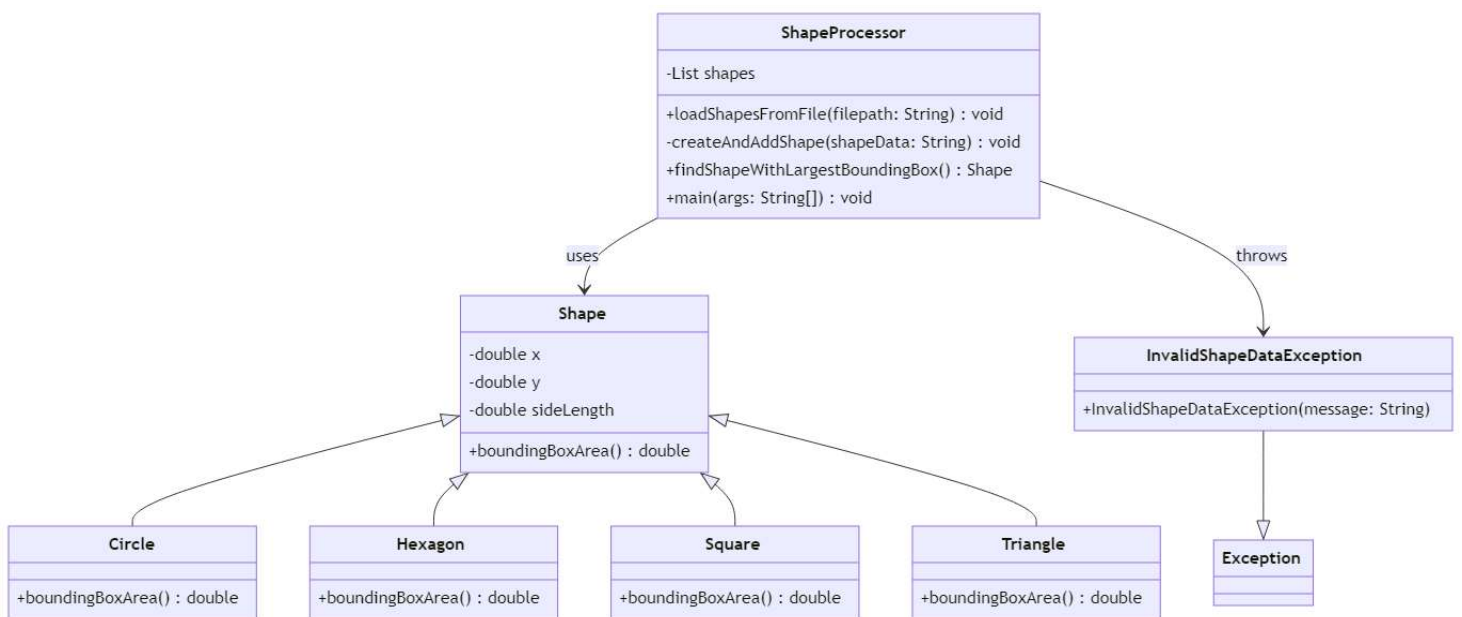 ShapeProcessor
-List shapes
+loadShapesFromFile(filepath: String) : void
-createAndAddShape(shapeData: String) : void
+findShapeWithLargestBoundingBox() : Shape
+main(args: String[]) : void
uses
throws
Shape
-double x
-double y
-double sideLength
+boundingBoxArea() : double
InvalidShapeDataException
+InvalidShapeDataException(message: String)
Circle
+boundingBoxArea() : double
Hexagon
+boundingBoxArea() : double
Square
+boundingBoxArea() : double
Triangle
+boundingBoxArea() : double
Exception